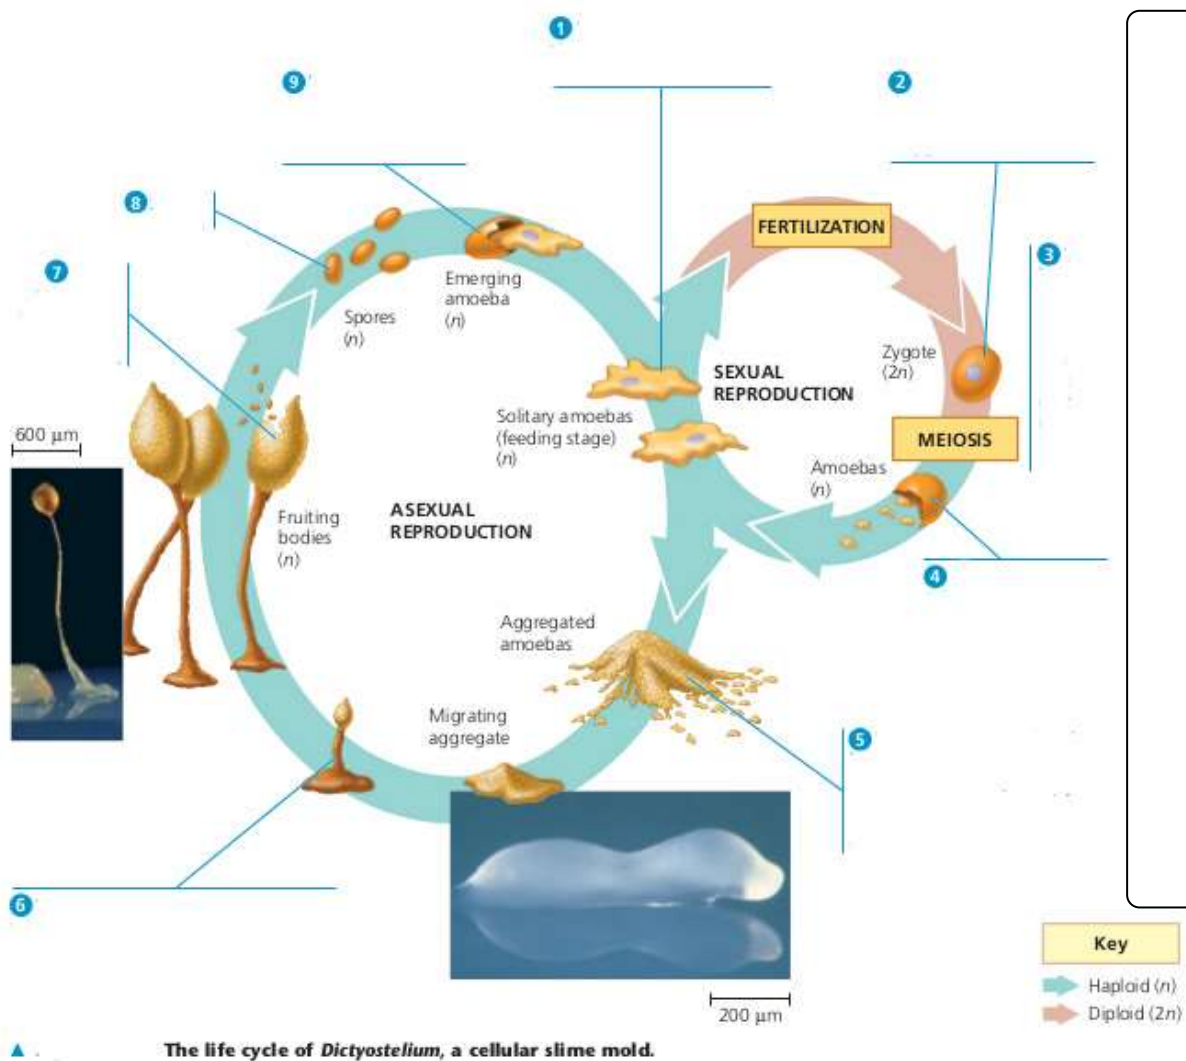 1
9
2
8
FERTILIZATION
3
7
Emerging
amoeba
(n)
Spores
(n)
Zygote
(2n)
SEXUAL
REPRODUCTION
Solitary amoebas
(feeding stage)
(n)
600 µm
MEIOSIS
Amoebas
(n)
ASEXUAL
REPRODUCTION
Fruiting
bodies
(n)
4
Aggregated
amoebas
Migrating
aggregate
5
6
Key
Haploid (n)
Diploid (2n)
200 µm
The life cycle of Dictyostelium, a cellular slime mold.